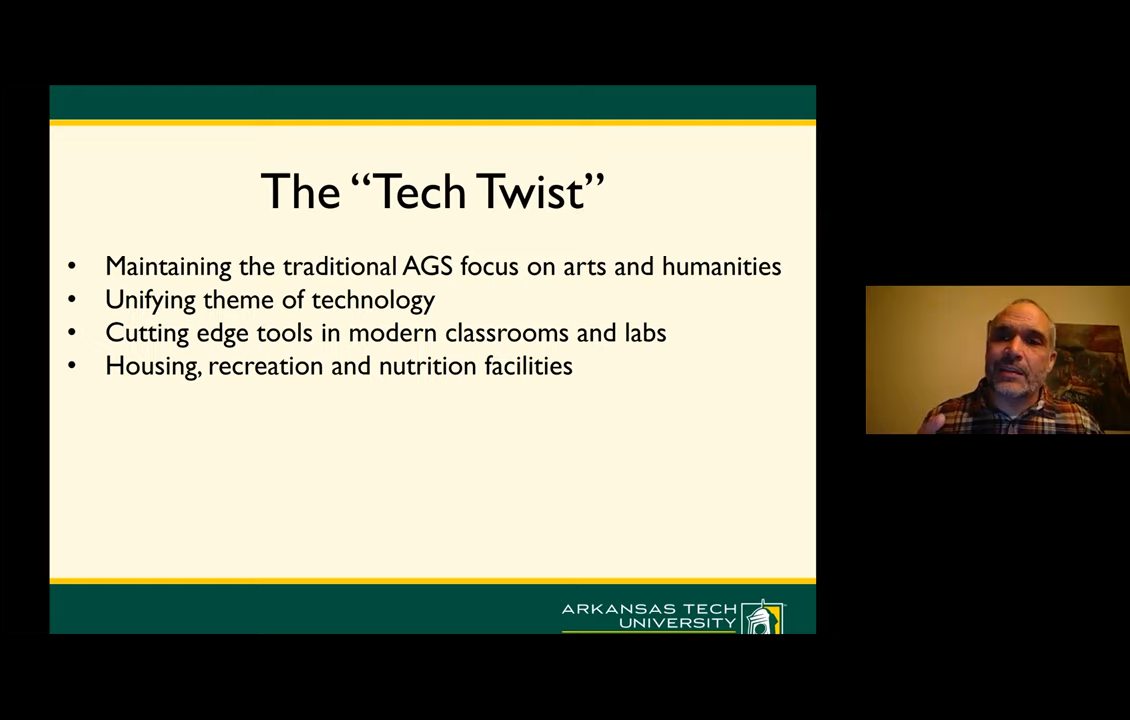 The “Tech Twist”
• Maintaining the traditional AGS focus on arts and humanities
• Unifying theme of technology
• Cutting edge tools in modern classrooms and labs
• Housing, recreation and nutrition facilities
ARKANSAS TECH
UNIVERSITY